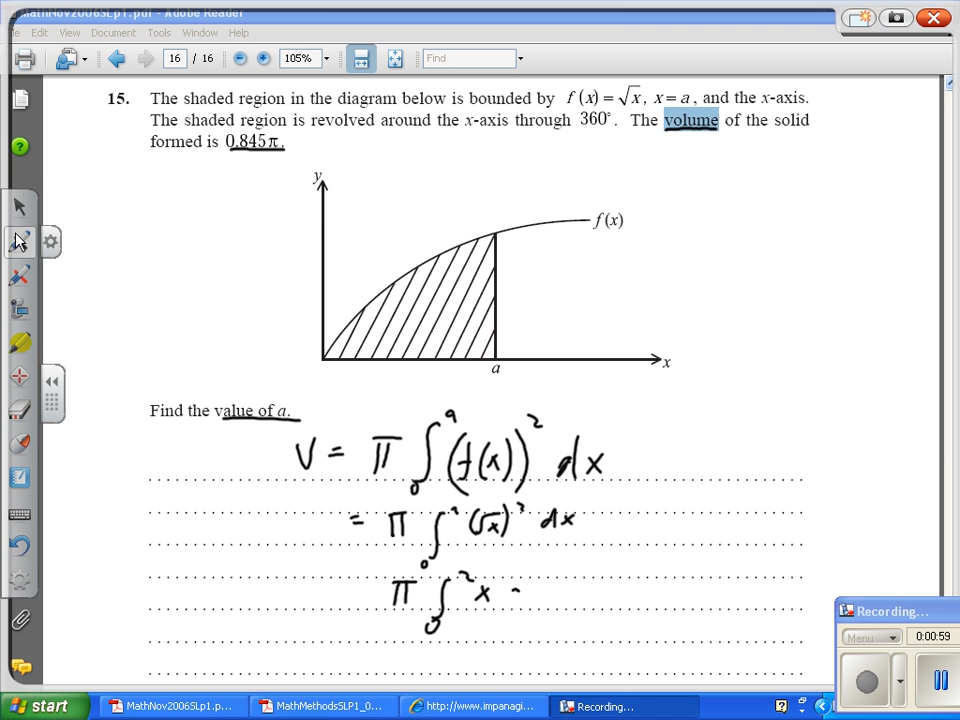 MathNov2006SLp1.pdf - Adobe Reader
File Edit View Document Tools Window Help
16 / 16 105% Find
15. The shaded region in the diagram below is bounded by f (x) = √x, x = a, and the x-axis.
The shaded region is revolved around the x-axis through 360°. The volume of the solid
formed is 0.845π.
y
f (x)
a
x
Find the value of a.
V = π ∫₀ᵃ (f(x))² dx
= π ∫₀ᵃ (√x)² dx
π ∫₀ᵃ x
Recording...
Menu 0:00:59
start MathNov2006SLp1.p... MathMethodsSLP1_0... http://www.impanagi... Recording...